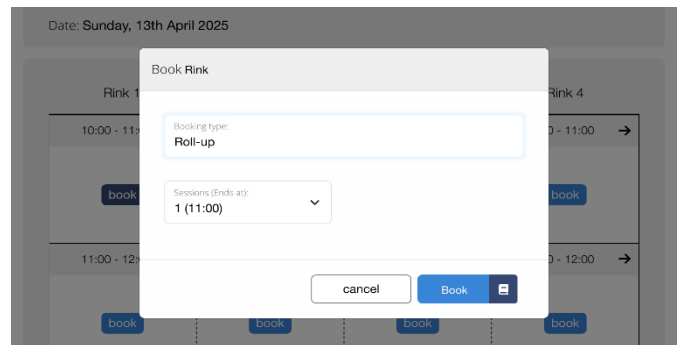 Date: Sunday, 13th April 2025
Book Rink
Rink 1
Rink 4
Booking type:
Roll-up
10:00 - 11:
- 11:00
book
book
Sessions (Ends at):
1 (11:00)
11:00 - 12:
- 12:00
cancel
Book
book
book
book
book